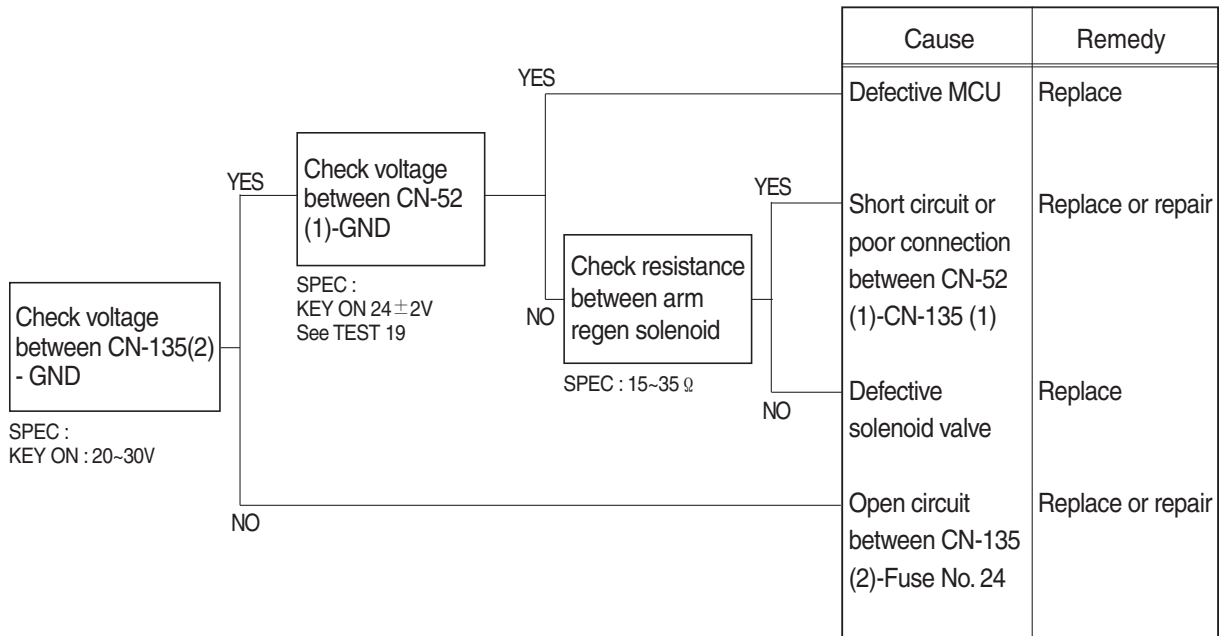 Cause
Remedy
YES
Defective MCU
Replace
Check voltage
between CN-52
(1)-GND
YES
YES
Short circuit or
poor connection
between CN-52
(1)-CN-135 (1)
Replace or repair
Check resistance
between arm
regen solenoid
SPEC :
KEY ON 24±2V
See TEST 19
NO
Check voltage
between CN-135(2)
- GND
SPEC : 15~35 Ω
NO
Defective
solenoid valve
Replace
SPEC :
KEY ON : 20~30V
NO
Open circuit
between CN-135
(2)-Fuse No. 24
Replace or repair